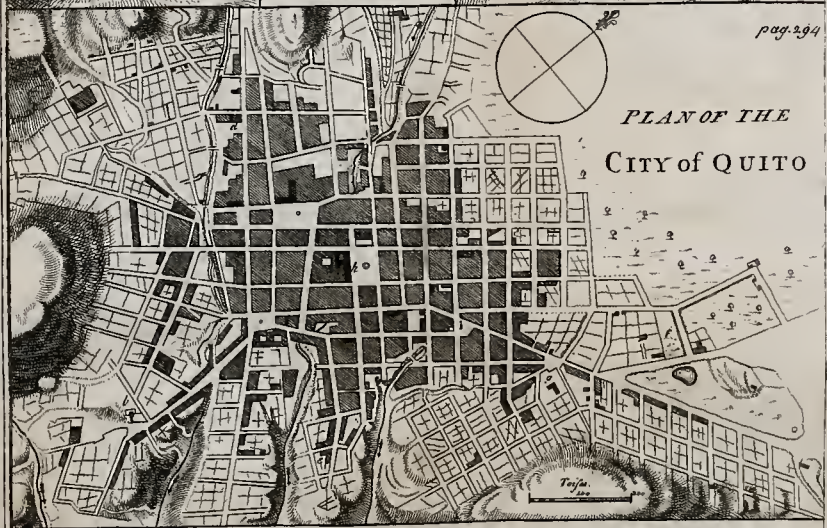 pag. 294
PLAN OF THE
CITY of QUITO
Toises.